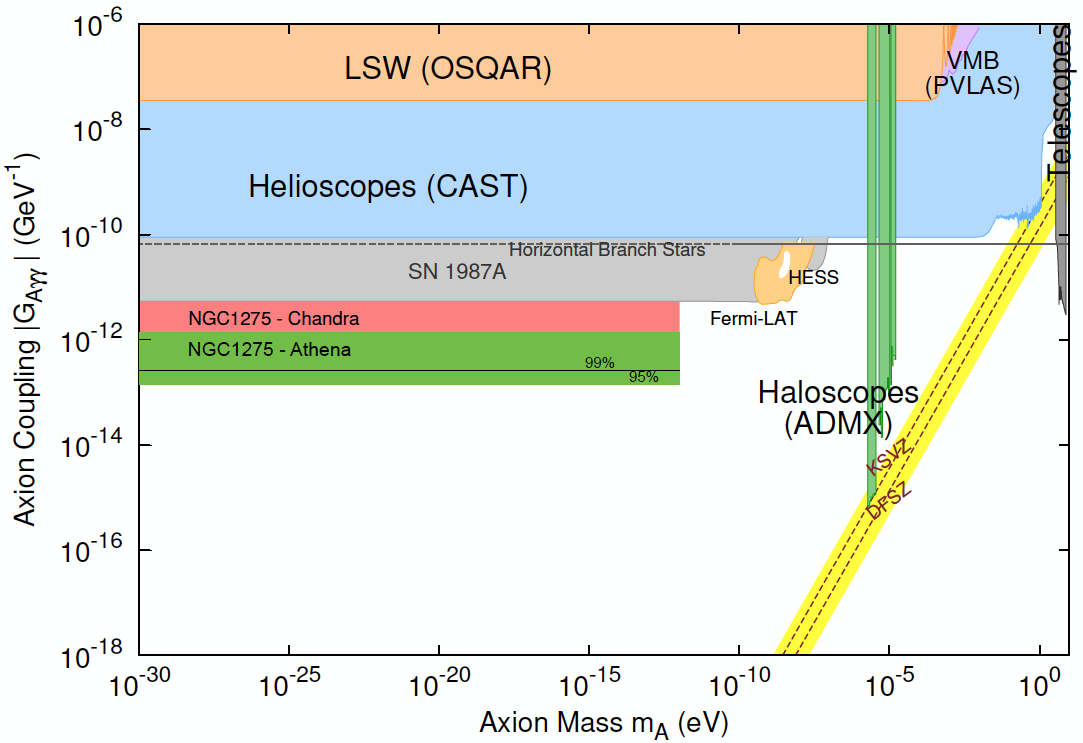 10⁻⁶
10⁻⁸
10⁻¹⁰
10⁻¹²
10⁻¹⁴
10⁻¹⁶
10⁻¹⁸
Axion Coupling |G_Aγγ| (GeV⁻¹)
LSW (OSQAR)
VMB
(PVLAS)
Telescopes
Helioscopes (CAST)
Horizontal Branch Stars
SN 1987A
HESS
NGC1275 - Chandra
Fermi-LAT
NGC1275 - Athena
99%
95%
Haloscopes
(ADMX)
KSVZ
DFSZ
10⁻³⁰ 10⁻²⁵ 10⁻²⁰ 10⁻¹⁵ 10⁻¹⁰ 10⁻⁵ 10⁰
Axion Mass m_A (eV)